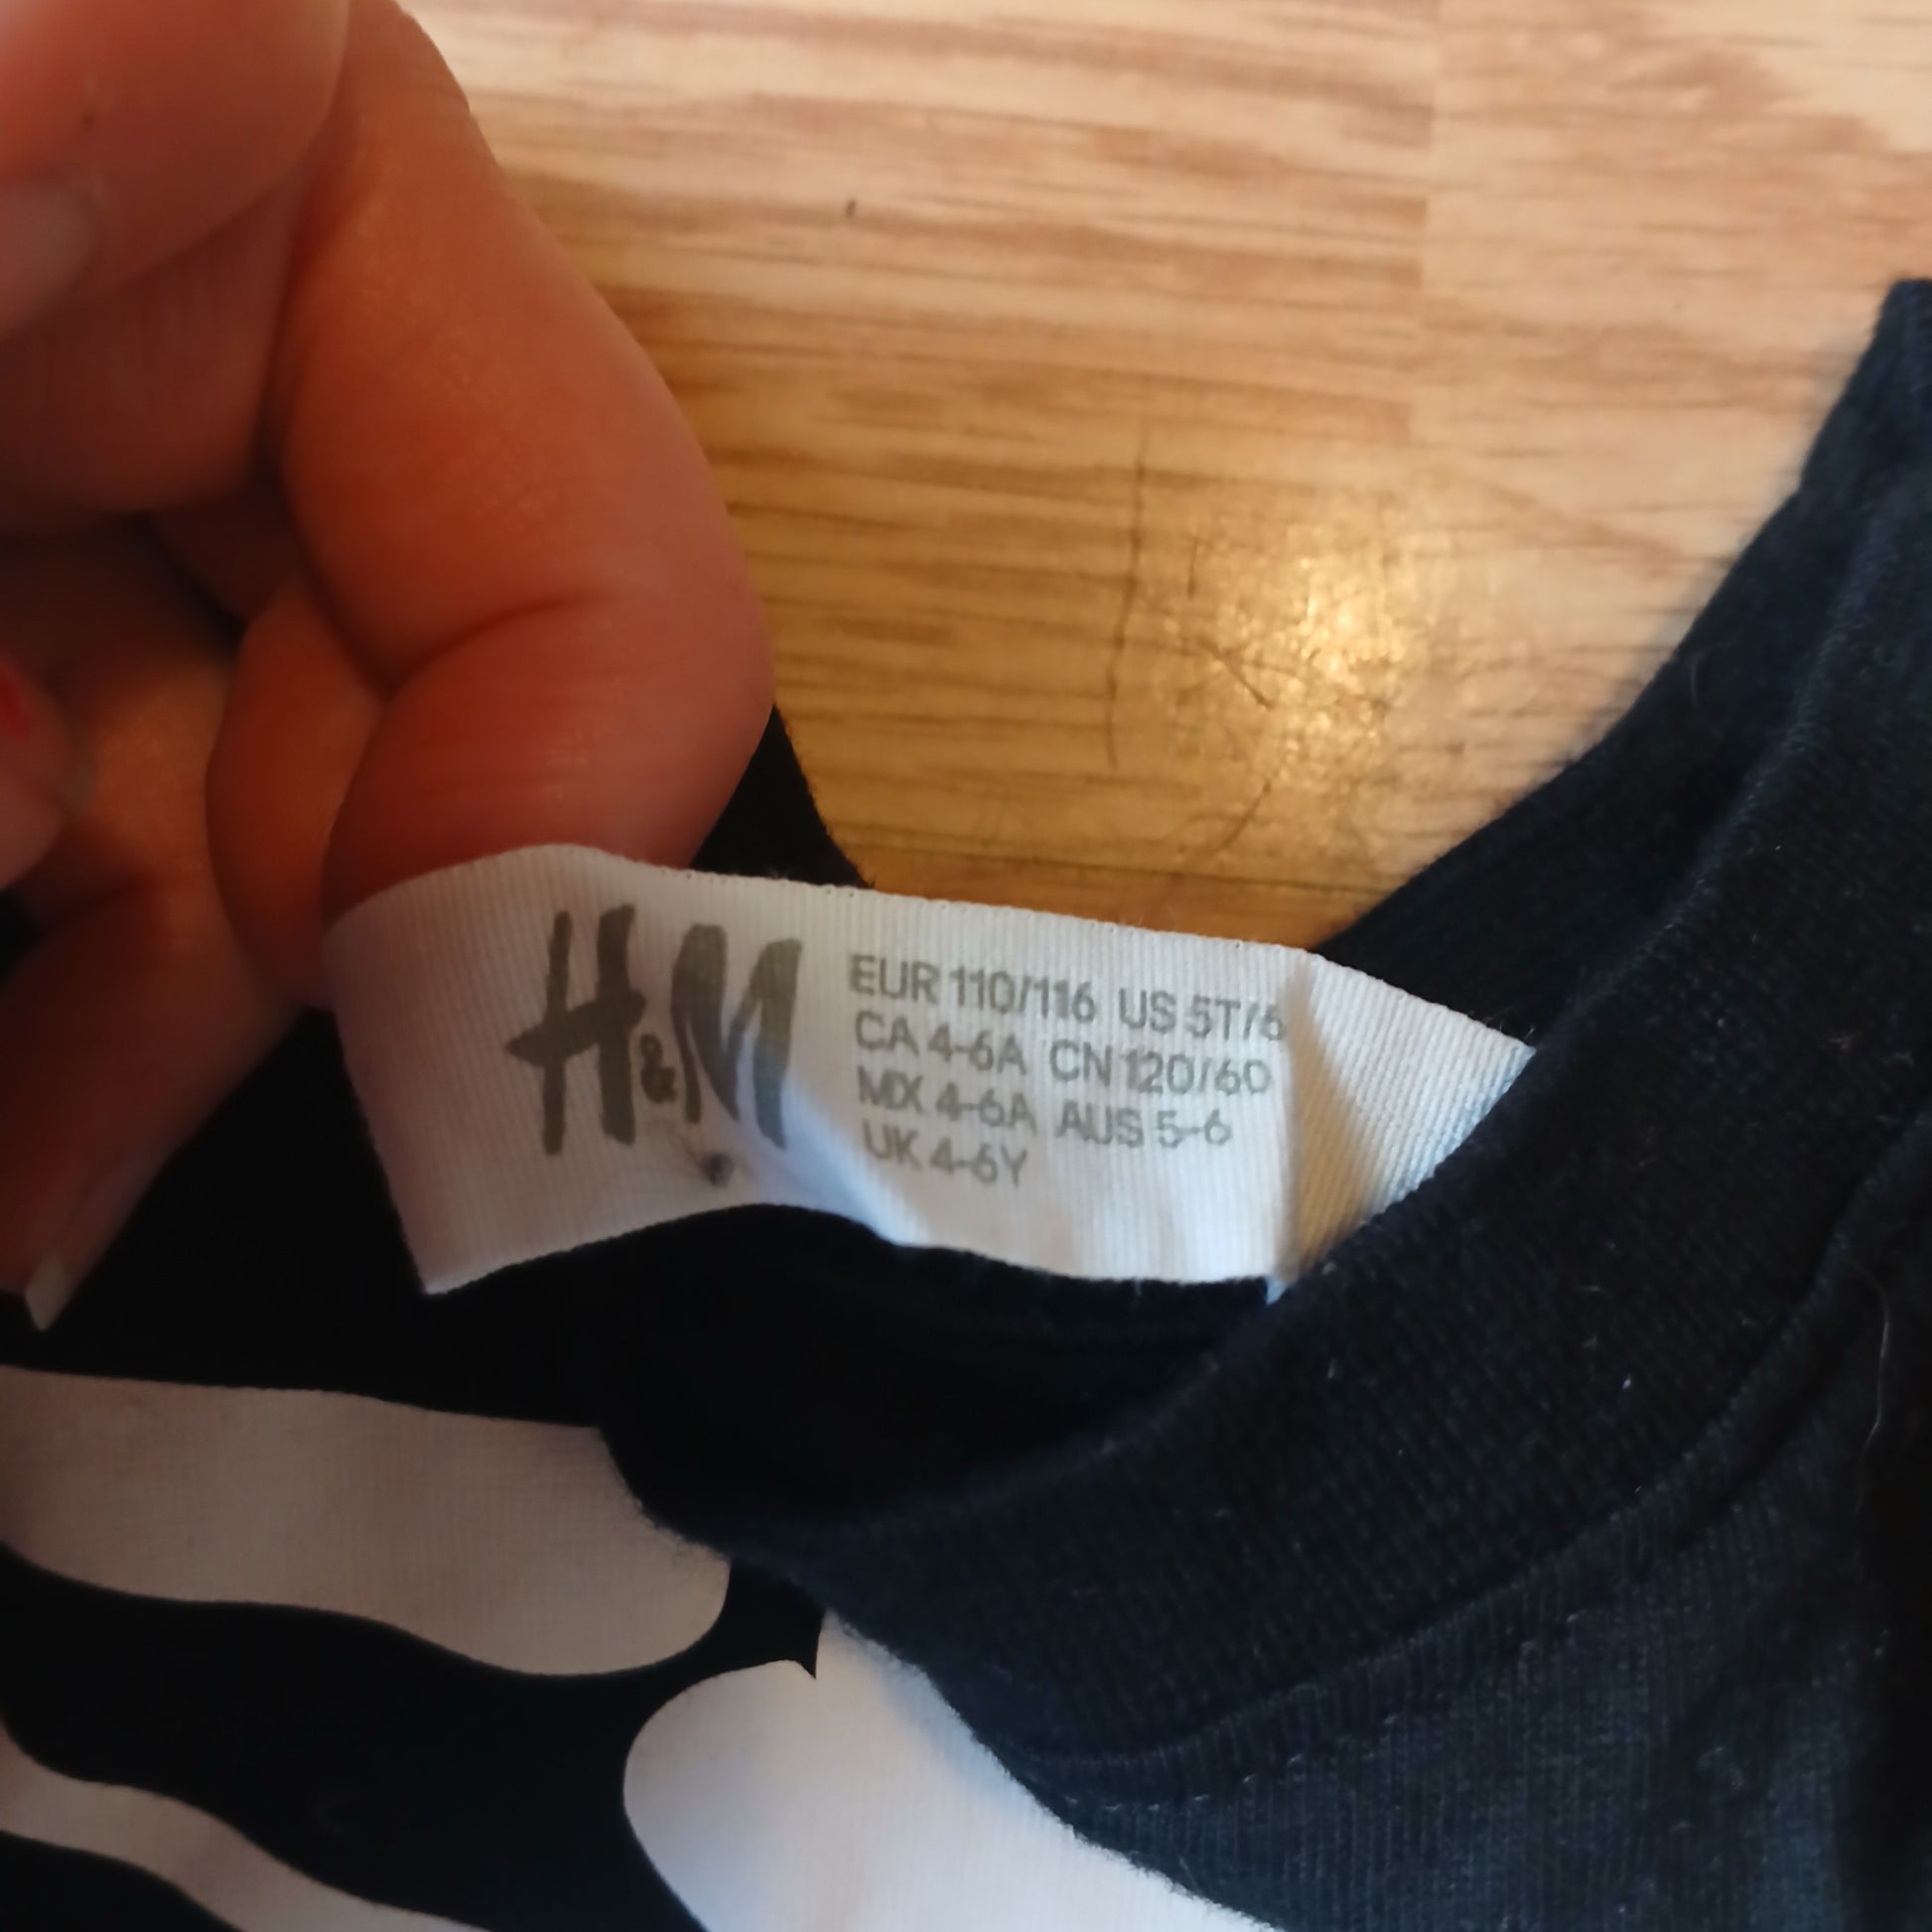 H&M
EUR 110/116 US 5T/6
CA 4-6A CN 120/60
MX 4-6A AUS 5-6
UK 4-6Y